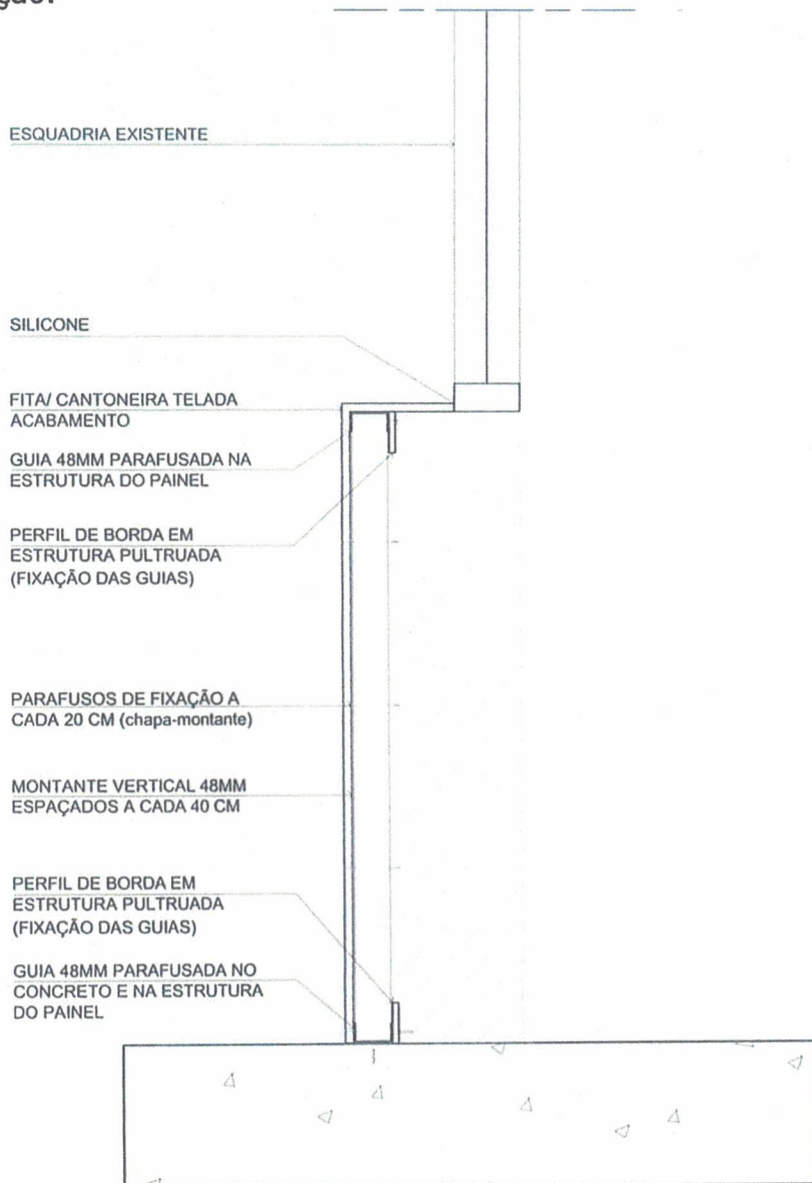 ESQUADRIA EXISTENTE
SILICONE
FITA/ CANTONEIRA TELADA
ACABAMENTO
GUIA 48MM PARAFUSADA NA
ESTRUTURA DO PAINEL
PERFIL DE BORDA EM
ESTRUTURA PULTRUADA
(FIXAÇÃO DAS GUIAS)
PARAFUSOS DE FIXAÇÃO A
CADA 20 CM (chapa-montante)
MONTANTE VERTICAL 48MM
ESPAÇADOS A CADA 40 CM
PERFIL DE BORDA EM
ESTRUTURA PULTRUADA
(FIXAÇÃO DAS GUIAS)
GUIA 48MM PARAFUSADA NO
CONCRETO E NA ESTRUTURA
DO PAINEL